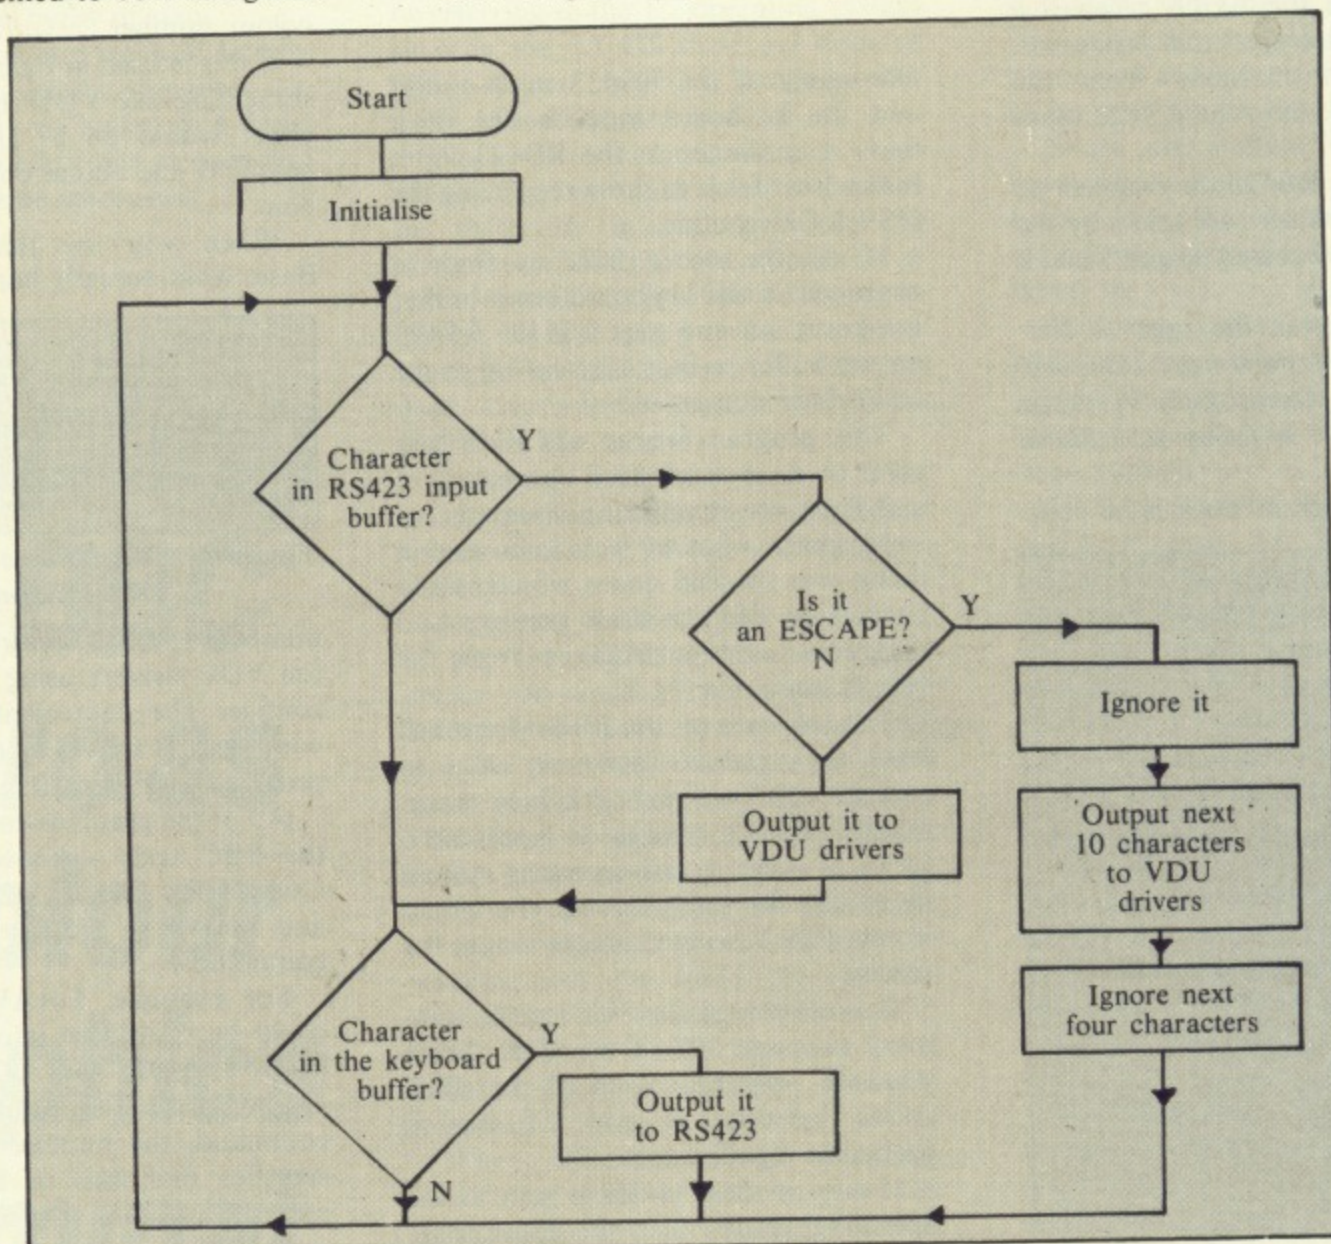 Start
Initialise
Character
in RS423 input
buffer?
Y
Is it
an ESCAPE?
N
Y
Ignore it
Output it to
VDU drivers
Output next
10 characters
to VDU
drivers
Ignore next
four characters
Character
in the keyboard
buffer?
Y
Output it
to RS423
N